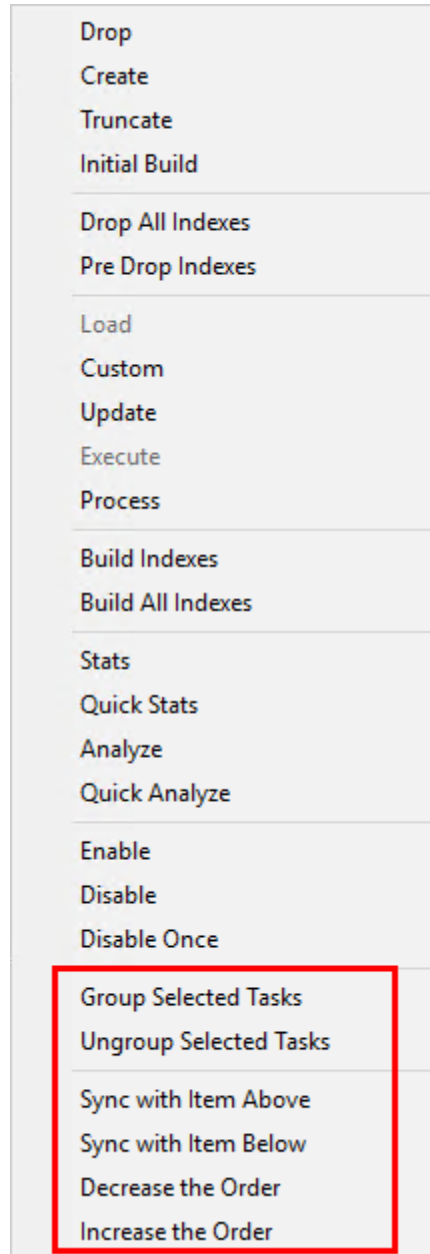 Drop
Create
Truncate
Initial Build
Drop All Indexes
Pre Drop Indexes
Load
Custom
Update
Execute
Process
Build Indexes
Build All Indexes
Stats
Quick Stats
Analyze
Quick Analyze
Enable
Disable
Disable Once
Group Selected Tasks
Ungroup Selected Tasks
Sync with Item Above
Sync with Item Below
Decrease the Order
Increase the Order